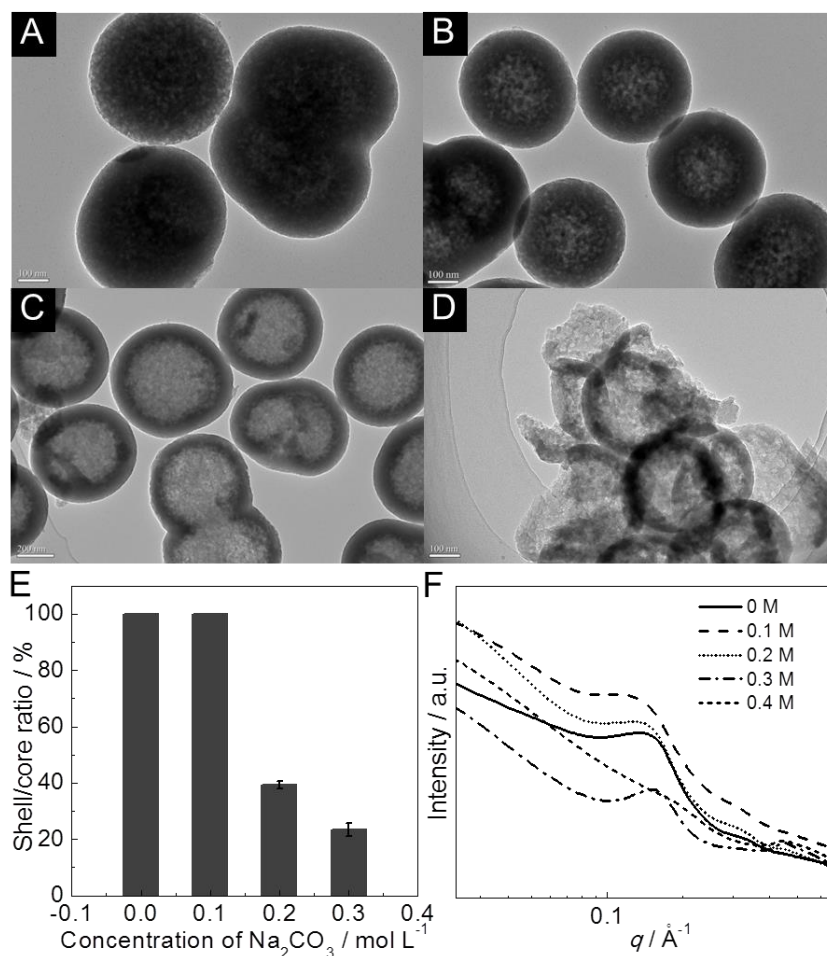 A
100 nm
B
100 nm
C
200 nm
D
100 nm
E
100
80
60
40
20
0
Shell/core ratio / %
-0.1 0.0 0.1 0.2 0.3 0.4
Concentration of Na₂CO₃ / mol L⁻¹
F
0 M
0.1 M
0.2 M
0.3 M
0.4 M
Intensity / a.u.
0.1
q / Å⁻¹